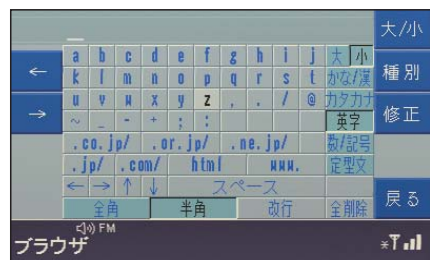 大/小
a b c d e f g h i j 大 小
← 種別
k l m n o p q r s t かな/漢
u v w x y z , . / @ カタカナ
→ 修正
~ _ - + ; : 英字
.co.jp/ .or.jp/ .ne.jp/ 数/記号
.jp/ .com/ html www. 定型文
← → ↑ ↓ スペース
戻る
全角 半角 改行 全削除
FM
ブラウザ